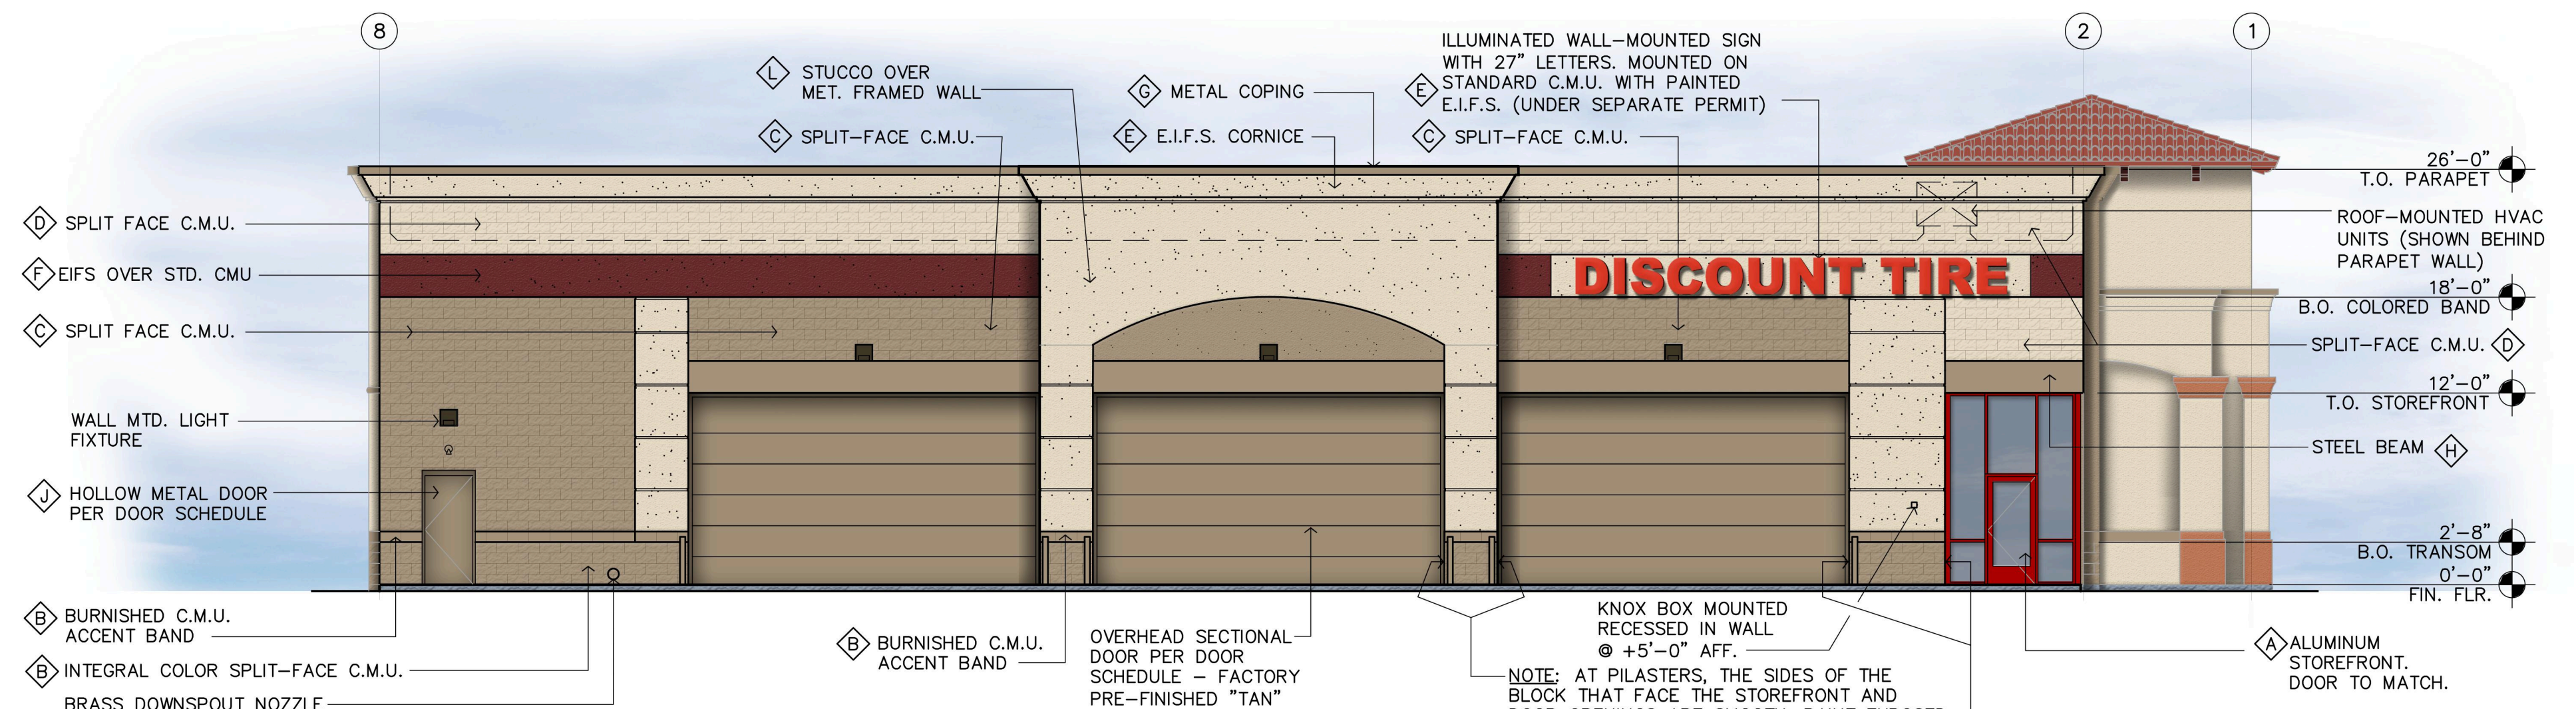 8
2
1
L
STUCCO OVER
MET. FRAMED WALL
C
SPLIT-FACE C.M.U.
G
METAL COPING
E
E.I.F.S. CORNICE
ILLUMINATED WALL-MOUNTED SIGN
WITH 27" LETTERS. MOUNTED ON
E
STANDARD C.M.U. WITH PAINTED
E.I.F.S. (UNDER SEPARATE PERMIT)
C
SPLIT-FACE C.M.U.
26'-0"
T.O. PARAPET
D
SPLIT FACE C.M.U.
ROOF-MOUNTED HVAC
UNITS (SHOWN BEHIND
PARAPET WALL)
F
EIFS OVER STD. CMU
DISCOUNT TIRE
18'-0"
B.O. COLORED BAND
C
SPLIT FACE C.M.U.
SPLIT-FACE C.M.U.
D
12'-0"
T.O. STOREFRONT
WALL MTD. LIGHT
FIXTURE
STEEL BEAM
H
J
HOLLOW METAL DOOR
PER DOOR SCHEDULE
2'-8"
B.O. TRANSOM
0'-0"
FIN. FLR.
B
BURNISHED C.M.U.
ACCENT BAND
B
INTEGRAL COLOR SPLIT-FACE C.M.U.
BRASS DOWNSPOUT NOZZLE
B
BURNISHED C.M.U.
ACCENT BAND
OVERHEAD SECTIONAL
DOOR PER DOOR
SCHEDULE - FACTORY
PRE-FINISHED "TAN"
KNOX BOX MOUNTED
RECESSED IN WALL
@ +5'-0" AFF.
NOTE: AT PILASTERS, THE SIDES OF THE
BLOCK THAT FACE THE STOREFRONT AND
A
ALUMINUM
STOREFRONT.
DOOR TO MATCH.